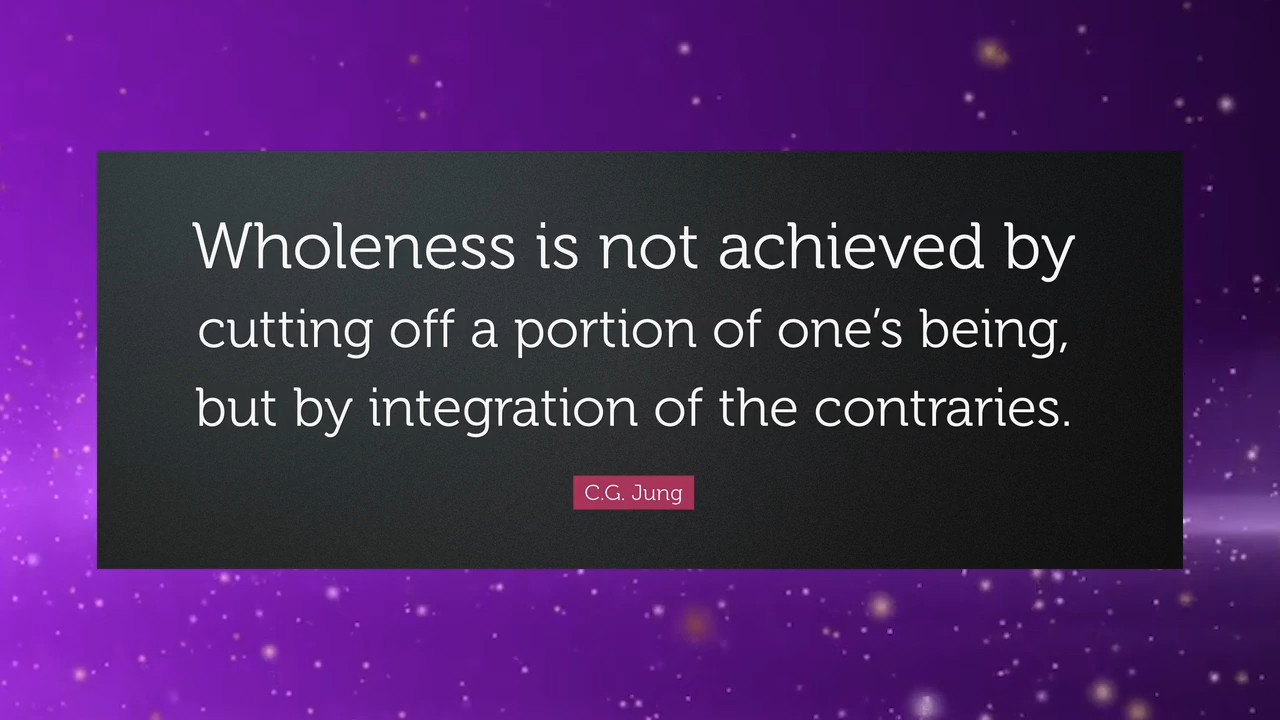 Wholeness is not achieved by
cutting off a portion of one’s being,
but by integration of the contraries.
C.G. Jung